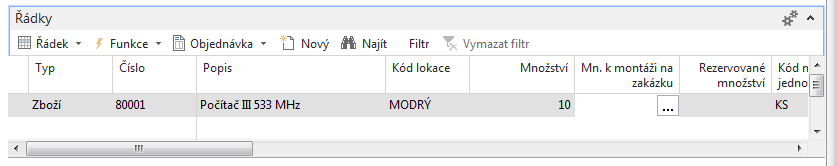 Řádky
Řádek Funkce Objednávka Nový Najít Filtr Vymazat filtr
Typ Číslo Popis Kód lokace Množství Mn. k montáži na zakázku Rezervované množství Kód jedno
Zboží 80001 Počítač III 533 MHz MODRÝ 10 ... KS